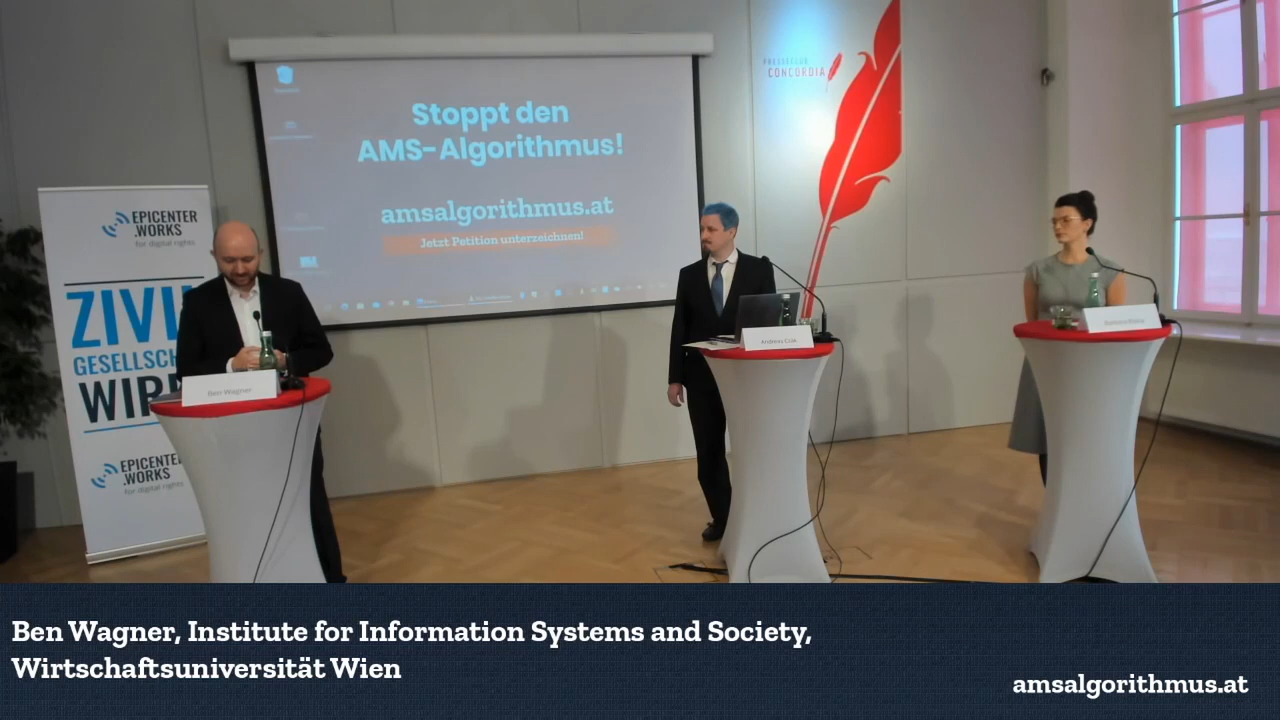 Stoppt den
AMS-Algorithmus!
amsalgorithmus.at
Jetzt Petition unterzeichnen!
PRESSECLUB
CONCORDIA
EPICENTER
.WORKS
for digital rights
ZIVIL
GESELLSCH
WIR
EPICENTER
.WORKS
for digital rights
Ben Wagner
Andreas Czák
Ben Wagner, Institute for Information Systems and Society,
Wirtschaftsuniversität Wien
amsalgorithmus.at